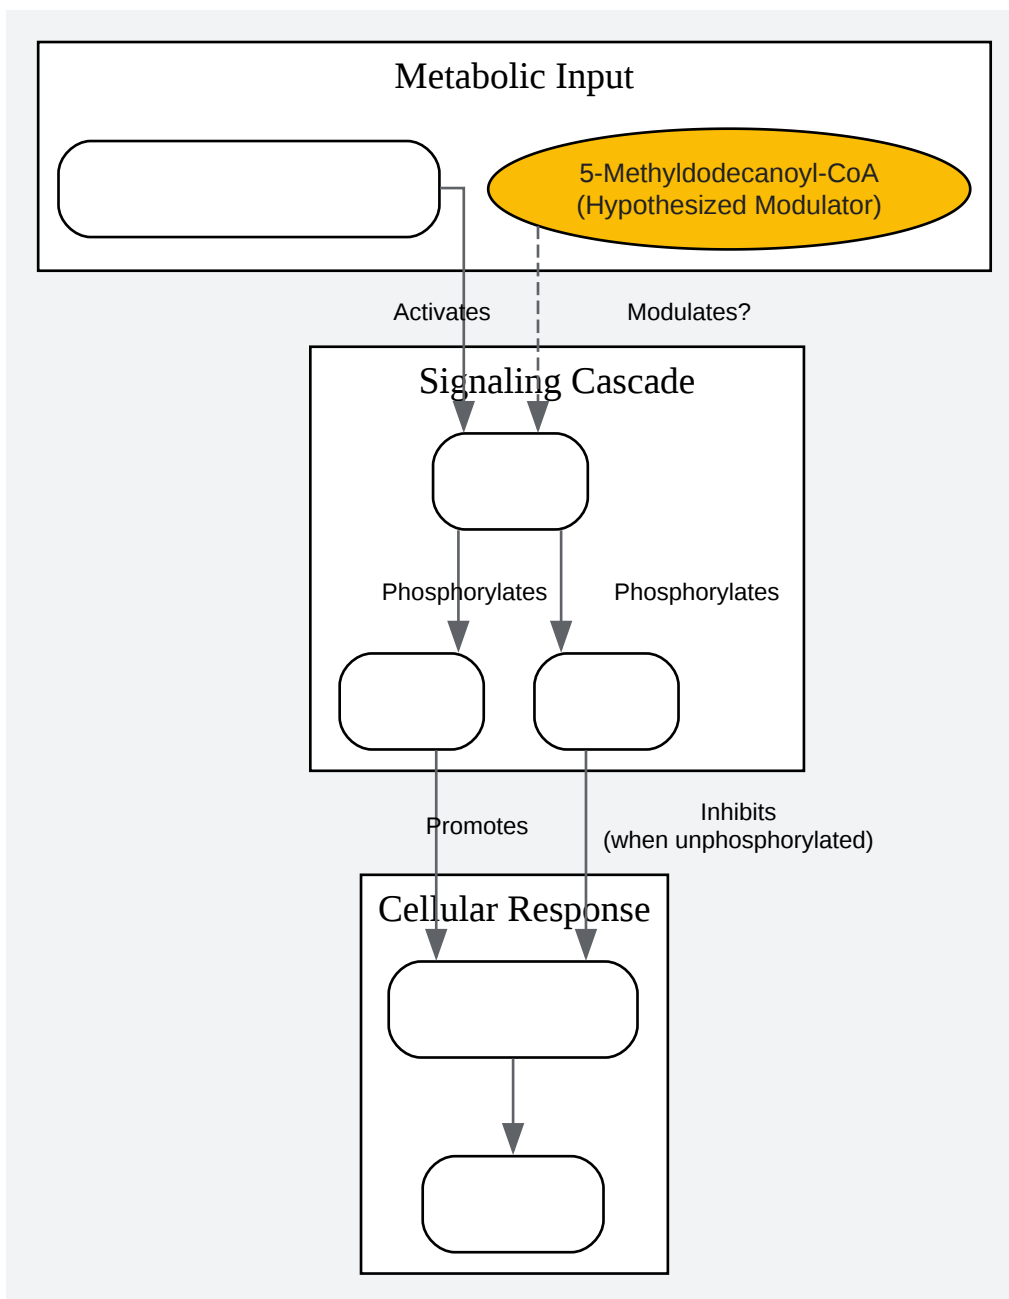 Metabolic Input
5-Methyldodecanoyl-CoA
(Hypothesized Modulator)
Activates
Modulates?
Signaling Cascade
Phosphorylates
Phosphorylates
Promotes
Inhibits
(when unphosphorylated)
Cellular Response